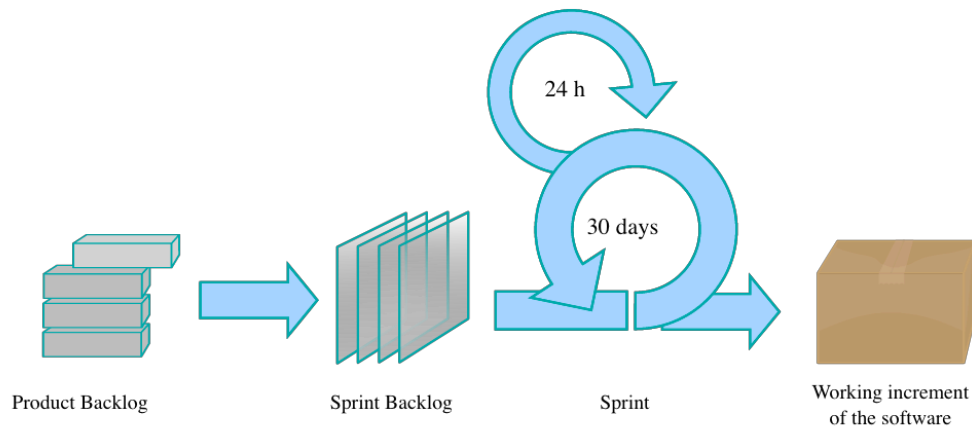 24 h
30 days
Product Backlog
Sprint Backlog
Sprint
Working increment
of the software